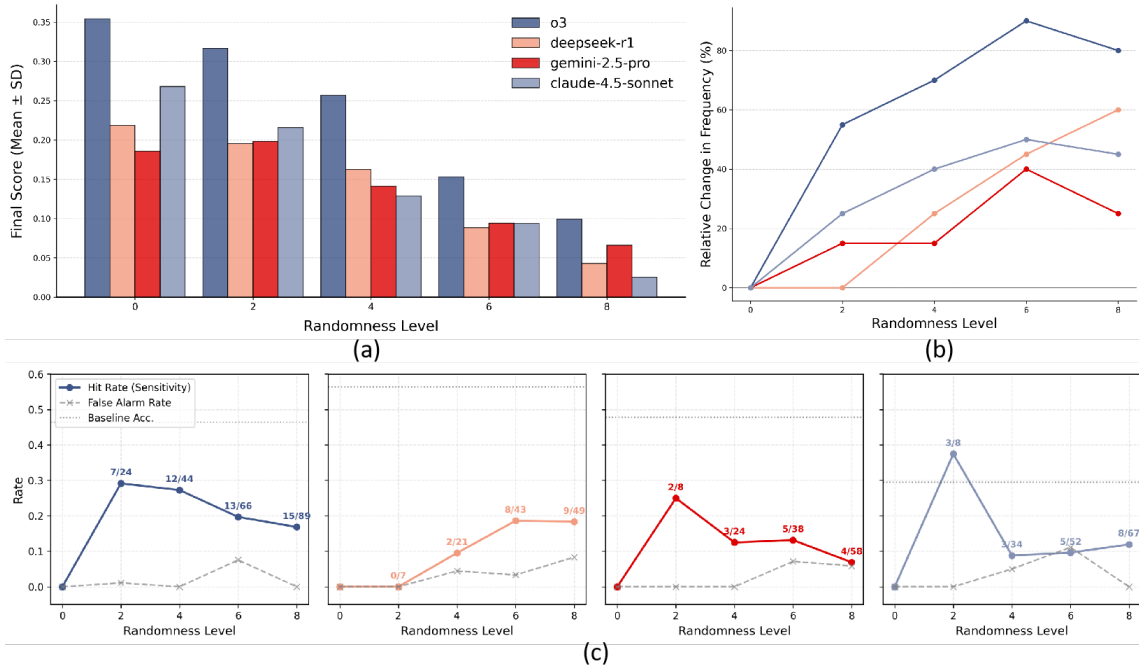 Final Score (Mean ± SD)
0.35
0.30
0.25
0.20
0.15
0.10
0.05
0.00
o3
deepseek-r1
gemini-2.5-pro
claude-4.5-sonnet
0 2 4 6 8
Randomness Level
(a)
Relative Change in Frequency (%)
80
60
40
20
0
0 2 4 6 8
Randomness Level
(b)
Rate
0.6
0.5
0.4
0.3
0.2
0.1
0.0
Hit Rate (Sensitivity)
False Alarm Rate
Baseline Acc.
7/24
12/44
13/66
15/89
0 2 4 6 8
Randomness Level
0/7
2/21
8/43
9/49
0 2 4 6 8
Randomness Level
2/8
3/24
5/38
4/58
0 2 4 6 8
Randomness Level
3/8
3/34
5/52
8/67
0 2 4 6 8
Randomness Level
(c)